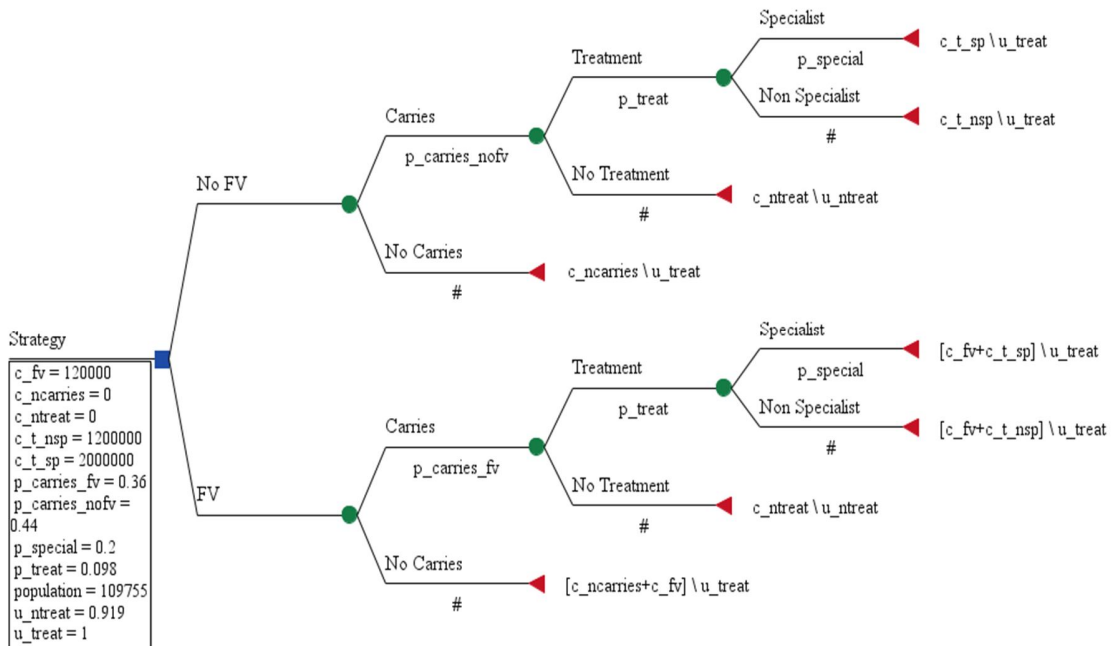 Specialist
c_t_sp \ u_treat
p_special
Treatment
p_treat
Non Specialist
c_t_nsp \ u_treat
#
Carries
p_carries_nofv
No Treatment
c_ntreat \ u_ntreat
#
No FV
No Carries
c_ncarries \ u_treat
#
Strategy
c_fv = 120000
c_ncarries = 0
c_ntreat = 0
c_t_nsp = 1200000
c_t_sp = 2000000
p_carries_fv = 0.36
p_carries_nofv =
0.44
p_special = 0.2
p_treat = 0.098
population = 109755
u_ntreat = 0.919
u_treat = 1
Specialist
[c_fv+c_t_sp] \ u_treat
p_special
Treatment
p_treat
Non Specialist
[c_fv+c_t_nsp] \ u_treat
#
Carries
p_carries_fv
No Treatment
c_ntreat \ u_ntreat
#
FV
No Carries
[c_ncarries+c_fv] \ u_treat
#